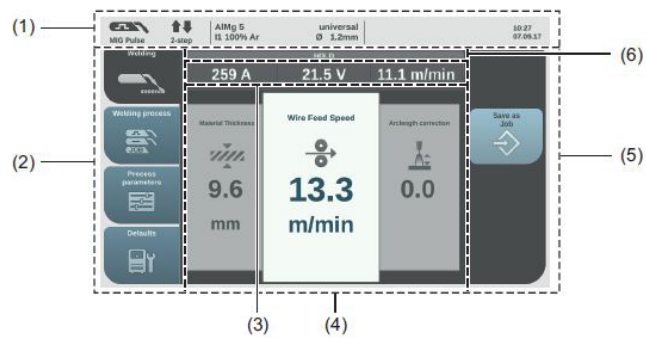 AlMg 5 universal 10:27
MIG Pulse 2-step I1 100% Ar Ø 1.2mm 07.09.17
(1)
Welding
HOLD
(6)
259 A 21.5 V 11.1 m/min
(2)
Welding process
JOB
Process
parameters
Defaults
Material Thickness
9.6
mm
Wire Feed Speed
13.3
m/min
Arclength correction
0.0
Save as
Job
(5)
(3)
(4)